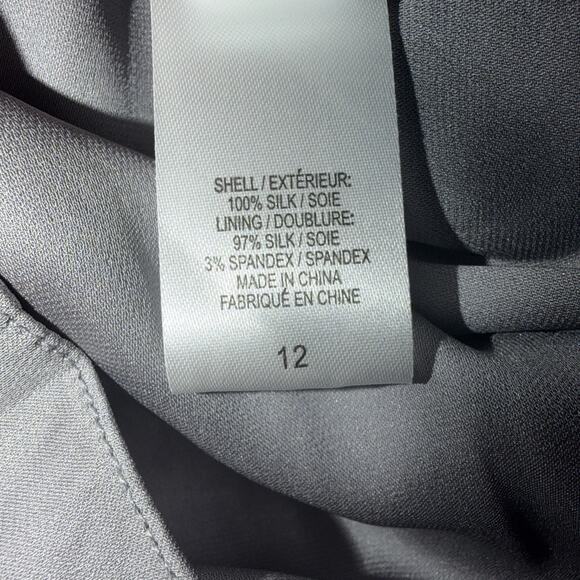 SHELL / EXTÉRIEUR:
100% SILK / SOIE
LINING / DOUBLURE:
97% SILK / SOIE
3% SPANDEX / SPANDEX
MADE IN CHINA
FABRIQUÉ EN CHINE
12